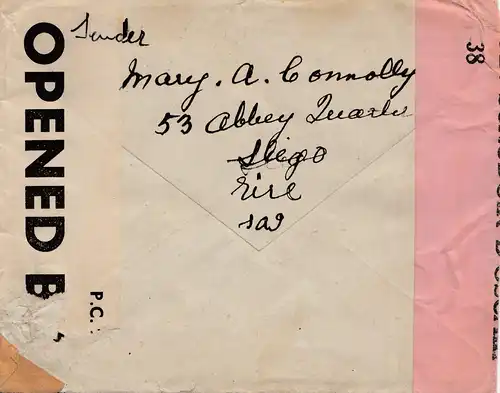 Sender
Mary. A. Connolly
53 Abbey Quarter
Sligo
Eire
OPENED B
P.C.
38